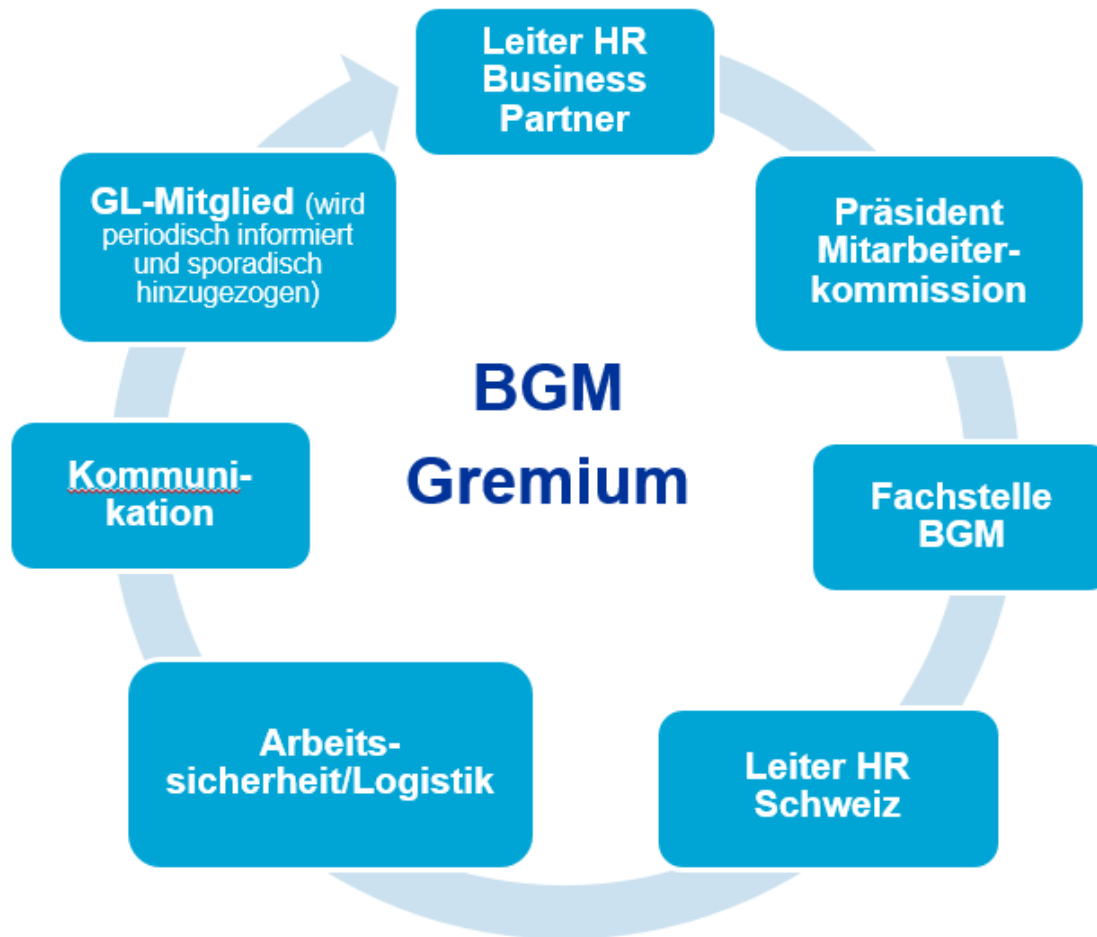 Leiter HR
Business
Partner
Präsident
Mitarbeiter-
kommission
Fachstelle
BGM
Leiter HR
Schweiz
Arbeits-
sicherheit/Logistik
Kommuni-
kation
GL-Mitglied (wird
periodisch informiert
und sporadisch
hinzugezogen)
BGM
Gremium